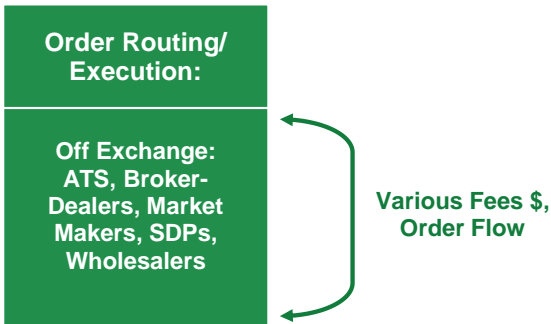 Order Routing/
Execution:
Off Exchange:
ATS, Broker-
Dealers, Market
Makers, SDPs,
Wholesalers
Various Fees $,
Order Flow